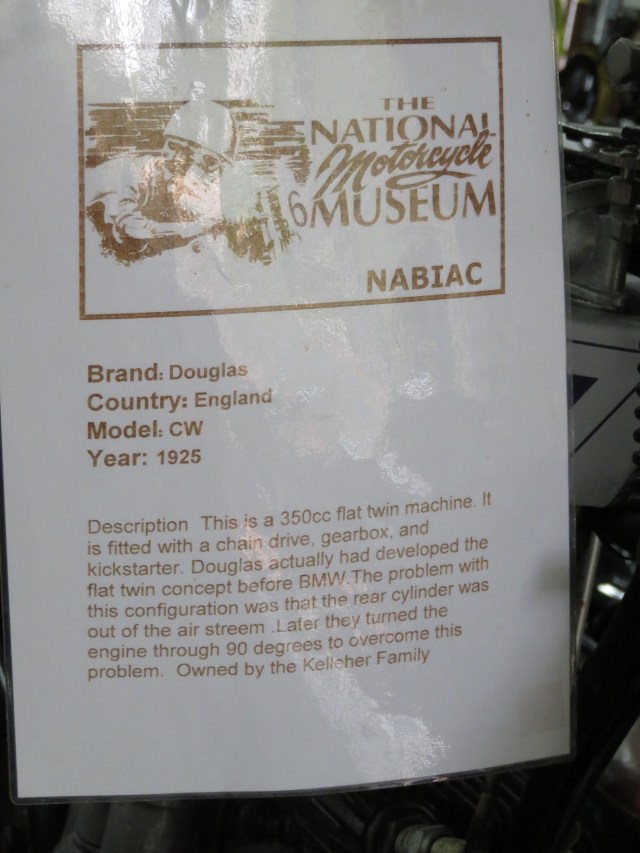 THE
NATIONAL
Motorcycle
6 MUSEUM
NABIAC
Brand: Douglas
Country: England
Model: CW
Year: 1925
Description This is a 350cc flat twin machine. It
is fitted with a chain drive, gearbox, and
kickstarter. Douglas actually had developed the
flat twin concept before BMW.The problem with
this configuration was that the rear cylinder was
out of the air streem .Later they turned the
engine through 90 degrees to overcome this
problem. Owned by the Kelleher Family